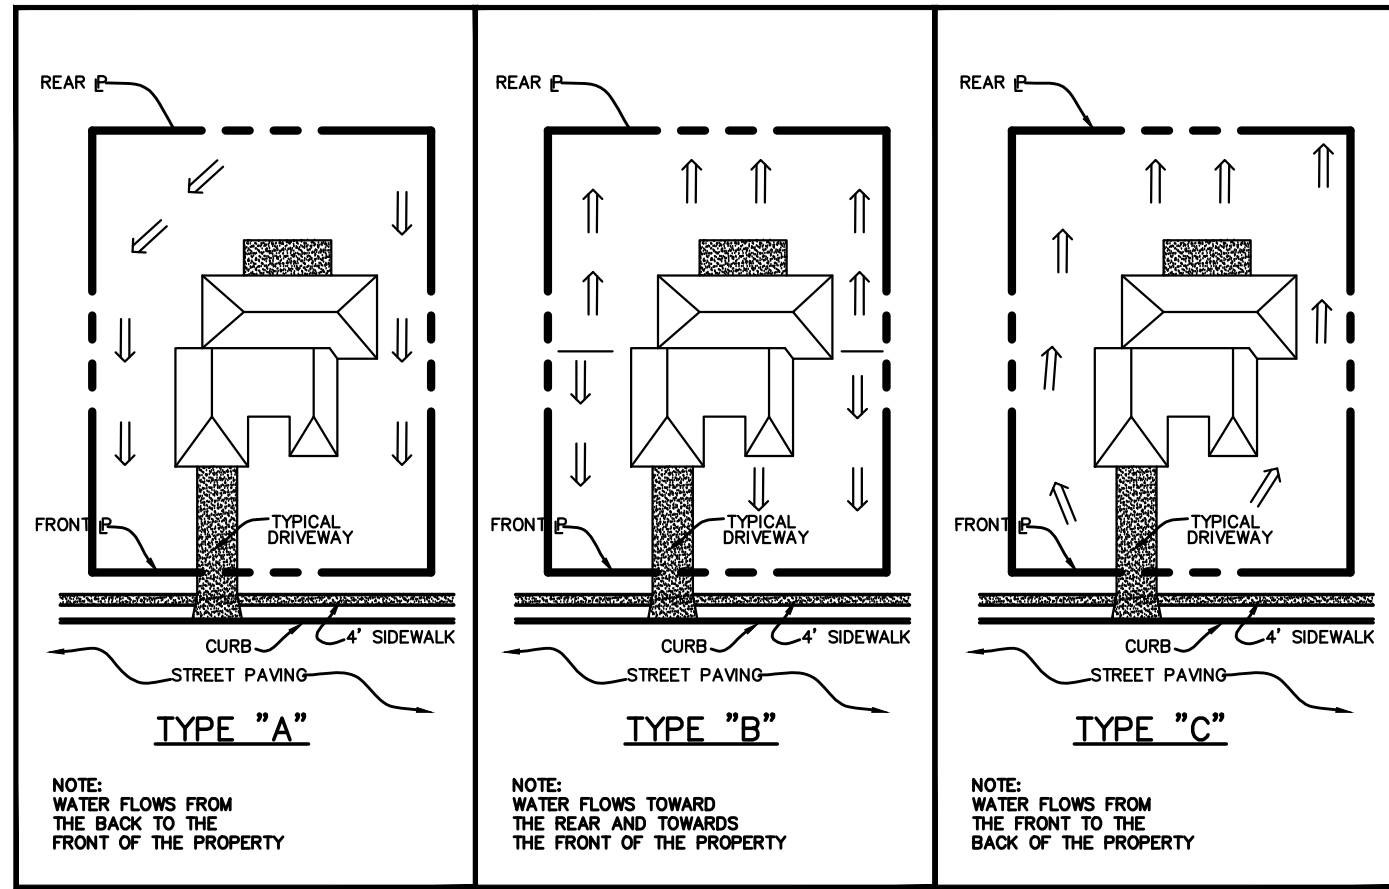 REAR ⅊
FRONT ⅊
TYPICAL
DRIVEWAY
CURB
4' SIDEWALK
STREET PAVING
TYPE "A"
NOTE:
WATER FLOWS FROM
THE BACK TO THE
FRONT OF THE PROPERTY
REAR ⅊
FRONT ⅊
TYPICAL
DRIVEWAY
CURB
4' SIDEWALK
STREET PAVING
TYPE "B"
NOTE:
WATER FLOWS TOWARD
THE REAR AND TOWARDS
THE FRONT OF THE PROPERTY
REAR ⅊
FRONT ⅊
TYPICAL
DRIVEWAY
CURB
4' SIDEWALK
STREET PAVING
TYPE "C"
NOTE:
WATER FLOWS FROM
THE FRONT TO THE
BACK OF THE PROPERTY